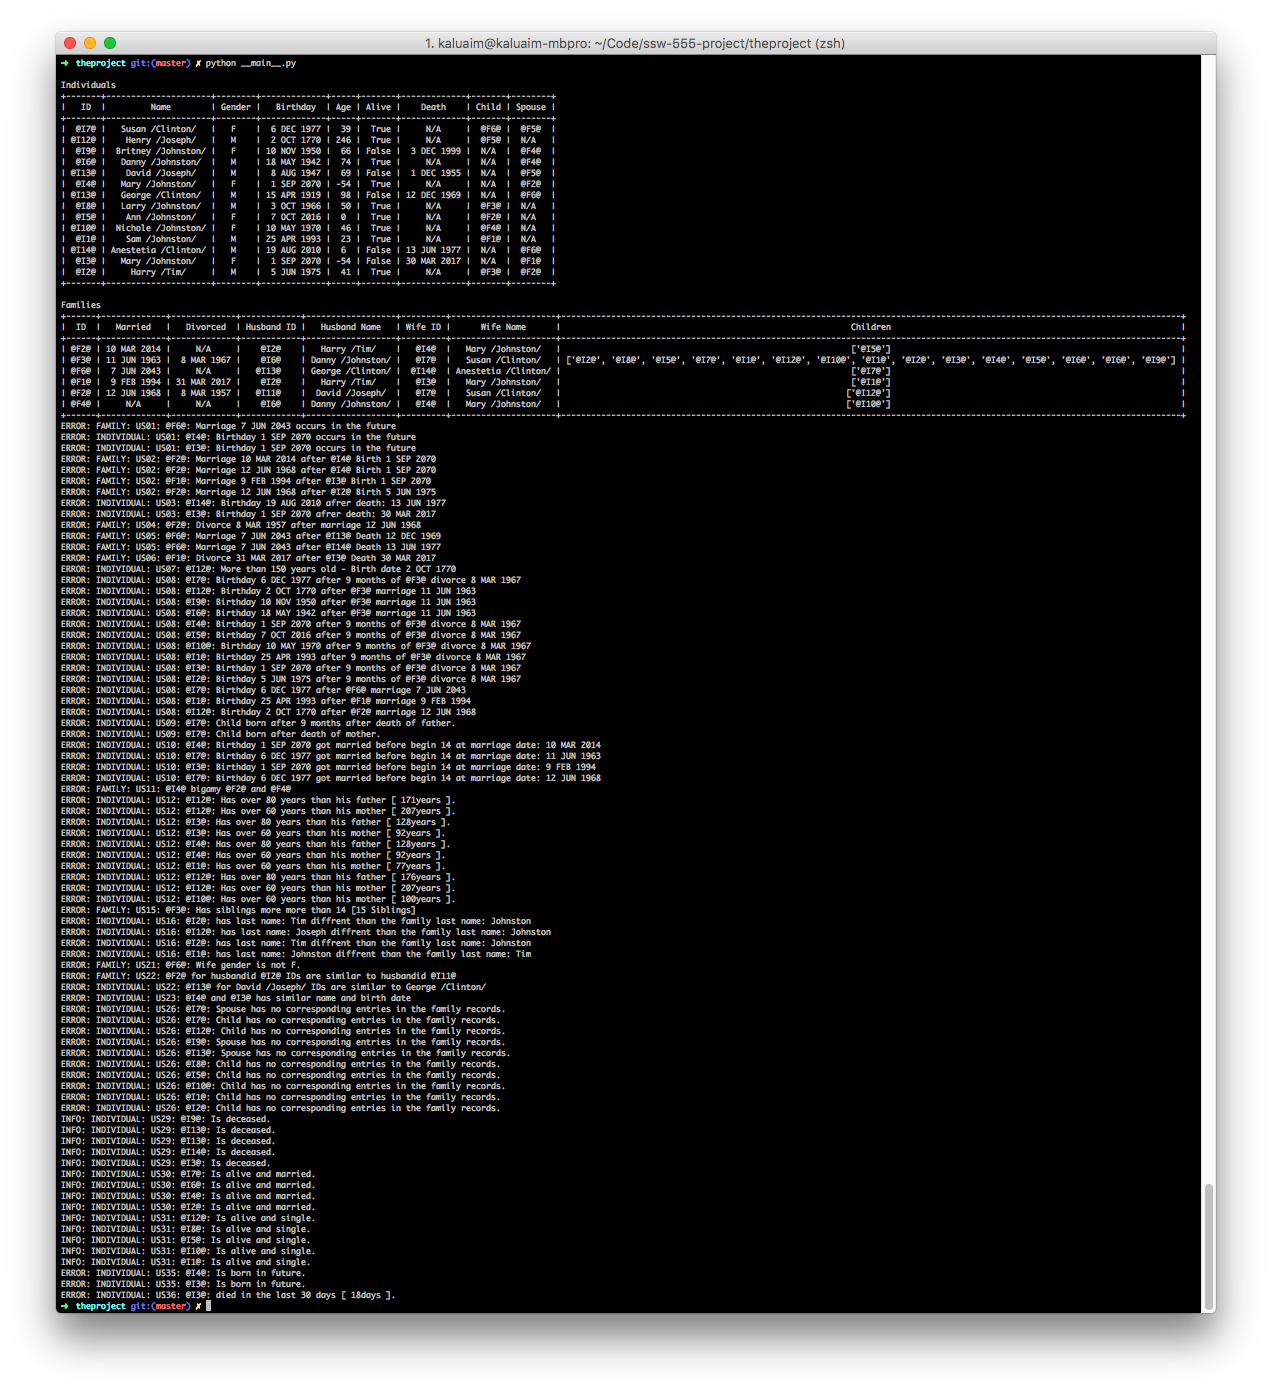 1. kaluaim@kaluaim-mbpro: ~/Code/ssw-555-project/theproject (zsh)
➜ theproject git:(master) ✗ python __main__.py
Individuals
+-------+---------------------+--------+-------------+-----+-------+-------------+-------+--------+
| ID | Name | Gender | Birthday | Age | Alive | Death | Child | Spouse |
+-------+---------------------+--------+-------------+-----+-------+-------------+-------+--------+
| @I7@ | Susan /Clinton/ | F | 6 DEC 1977 | 39 | True | N/A | @F6@ | @F5@ |
| @I12@ | Henry /Joseph/ | M | 2 OCT 1770 | 246 | True | N/A | @F5@ | N/A |
| @I9@ | Britney /Johnston/ | F | 10 NOV 1950 | 66 | False | 3 DEC 1999 | N/A | @F4@ |
| @I6@ | Danny /Johnston/ | M | 18 MAY 1942 | 74 | True | N/A | N/A | @F4@ |
| @I13@ | David /Joseph/ | M | 8 AUG 1947 | 69 | False | 1 DEC 1955 | N/A | @F5@ |
| @I4@ | Mary /Johnston/ | F | 1 SEP 2070 | -54 | True | N/A | N/A | @F2@ |
| @I13@ | George /Clinton/ | M | 15 APR 1919 | 98 | False | 12 DEC 1969 | N/A | @F6@ |
| @I8@ | Larry /Johnston/ | M | 3 OCT 1966 | 50 | True | N/A | @F3@ | N/A |
| @I5@ | Ann /Johnston/ | F | 7 OCT 2016 | 0 | True | N/A | @F2@ | N/A |
| @I10@ | Nichole /Johnston/ | F | 10 MAY 1970 | 46 | True | N/A | @F4@ | N/A |
| @I1@ | Sam /Johnston/ | M | 25 APR 1993 | 23 | True | N/A | @F1@ | N/A |
| @I14@ | Anestetia /Clinton/ | M | 19 AUG 2010 | 6 | False | 13 JUN 1977 | N/A | @F6@ |
| @I3@ | Mary /Johnston/ | F | 1 SEP 2070 | -54 | False | 30 MAR 2017 | N/A | @F1@ |
| @I2@ | Harry /Tim/ | M | 5 JUN 1975 | 41 | True | N/A | @F3@ | @F2@ |
+-------+---------------------+--------+-------------+-----+-------+-------------+-------+--------+
Families
| ID | Married | Divorced | Husband ID | Husband Name | Wife ID | Wife Name | Children |
| @F2@ | 10 MAR 2014 | N/A | @I2@ | Harry /Tim/ | @I4@ | Mary /Johnston/ | ['@I5@'] |
| @F3@ | 11 JUN 1963 | 8 MAR 1967 | @I6@ | Danny /Johnston/ | @I7@ | Susan /Clinton/ | ['@I2@', '@I8@', '@I5@', '@I7@', '@I1@', '@I12@', '@I10@', '@I1@', '@I2@', '@I3@', '@I4@', '@I5@', '@I6@', '@I6@', '@I9@'] |
| @F6@ | 7 JUN 2043 | N/A | @I13@ | George /Clinton/ | @I14@ | Anestetia /Clinton/ | ['@I7@'] |
| @F1@ | 9 FEB 1994 | 31 MAR 2017 | @I2@ | Harry /Tim/ | @I3@ | Mary /Johnston/ | ['@I1@'] |
| @F2@ | 12 JUN 1968 | 8 MAR 1957 | @I11@ | David /Joseph/ | @I7@ | Susan /Clinton/ | ['@I12@'] |
| @F4@ | N/A | N/A | @I6@ | Danny /Johnston/ | @I4@ | Mary /Johnston/ | ['@I10@'] |
ERROR: FAMILY: US01: @F6@: Marriage 7 JUN 2043 occurs in the future
ERROR: INDIVIDUAL: US01: @I4@: Birthday 1 SEP 2070 occurs in the future
ERROR: INDIVIDUAL: US01: @I3@: Birthday 1 SEP 2070 occurs in the future
ERROR: FAMILY: US02: @F2@: Marriage 10 MAR 2014 after @I4@ Birth 1 SEP 2070
ERROR: FAMILY: US02: @F2@: Marriage 12 JUN 1968 after @I4@ Birth 1 SEP 2070
ERROR: FAMILY: US02: @F1@: Marriage 9 FEB 1994 after @I3@ Birth 1 SEP 2070
ERROR: FAMILY: US02: @F2@: Marriage 12 JUN 1968 after @I2@ Birth 5 JUN 1975
ERROR: INDIVIDUAL: US03: @I14@: Birthday 19 AUG 2010 afrer death: 13 JUN 1977
ERROR: INDIVIDUAL: US03: @I3@: Birthday 1 SEP 2070 afrer death: 30 MAR 2017
ERROR: FAMILY: US04: @F2@: Divorce 8 MAR 1957 after marriage 12 JUN 1968
ERROR: FAMILY: US05: @F6@: Marriage 7 JUN 2043 after @I13@ Death 12 DEC 1969
ERROR: FAMILY: US05: @F6@: Marriage 7 JUN 2043 after @I14@ Death 13 JUN 1977
ERROR: FAMILY: US06: @F1@: Divorce 31 MAR 2017 after @I3@ Death 30 MAR 2017
ERROR: INDIVIDUAL: US07: @I12@: More than 150 years old - Birth date 2 OCT 1770
ERROR: INDIVIDUAL: US08: @I7@: Birthday 6 DEC 1977 after 9 months of @F3@ divorce 8 MAR 1967
ERROR: INDIVIDUAL: US08: @I12@: Birthday 2 OCT 1770 after @F3@ marriage 11 JUN 1963
ERROR: INDIVIDUAL: US08: @I9@: Birthday 10 NOV 1950 after @F3@ marriage 11 JUN 1963
ERROR: INDIVIDUAL: US08: @I6@: Birthday 18 MAY 1942 after @F3@ marriage 11 JUN 1963
ERROR: INDIVIDUAL: US08: @I4@: Birthday 1 SEP 2070 after 9 months of @F3@ divorce 8 MAR 1967
ERROR: INDIVIDUAL: US08: @I5@: Birthday 7 OCT 2016 after 9 months of @F3@ divorce 8 MAR 1967
ERROR: INDIVIDUAL: US08: @I10@: Birthday 10 MAY 1970 after 9 months of @F3@ divorce 8 MAR 1967
ERROR: INDIVIDUAL: US08: @I1@: Birthday 25 APR 1993 after 9 months of @F3@ divorce 8 MAR 1967
ERROR: INDIVIDUAL: US08: @I3@: Birthday 1 SEP 2070 after 9 months of @F3@ divorce 8 MAR 1967
ERROR: INDIVIDUAL: US08: @I2@: Birthday 5 JUN 1975 after 9 months of @F3@ divorce 8 MAR 1967
ERROR: INDIVIDUAL: US08: @I7@: Birthday 6 DEC 1977 after @F6@ marriage 7 JUN 2043
ERROR: INDIVIDUAL: US08: @I1@: Birthday 25 APR 1993 after @F1@ marriage 9 FEB 1994
ERROR: INDIVIDUAL: US08: @I12@: Birthday 2 OCT 1770 after @F2@ marriage 12 JUN 1968
ERROR: INDIVIDUAL: US09: @I7@: Child born after 9 months after death of father.
ERROR: INDIVIDUAL: US09: @I7@: Child born after death of mother.
ERROR: INDIVIDUAL: US10: @I4@: Birthday 1 SEP 2070 got married before begin 14 at marriage date: 10 MAR 2014
ERROR: INDIVIDUAL: US10: @I7@: Birthday 6 DEC 1977 got married before begin 14 at marriage date: 11 JUN 1963
ERROR: INDIVIDUAL: US10: @I3@: Birthday 1 SEP 2070 got married before begin 14 at marriage date: 9 FEB 1994
ERROR: INDIVIDUAL: US10: @I7@: Birthday 6 DEC 1977 got married before begin 14 at marriage date: 12 JUN 1968
ERROR: FAMILY: US11: @I4@ bigamy @F2@ and @F4@
ERROR: INDIVIDUAL: US12: @I12@: Has over 80 years than his father [ 171years ].
ERROR: INDIVIDUAL: US12: @I12@: Has over 60 years than his mother [ 207years ].
ERROR: INDIVIDUAL: US12: @I3@: Has over 80 years than his father [ 128years ].
ERROR: INDIVIDUAL: US12: @I3@: Has over 60 years than his mother [ 92years ].
ERROR: INDIVIDUAL: US12: @I4@: Has over 80 years than his father [ 128years ].
ERROR: INDIVIDUAL: US12: @I4@: Has over 60 years than his mother [ 92years ].
ERROR: INDIVIDUAL: US12: @I1@: Has over 60 years than his mother [ 77years ].
ERROR: INDIVIDUAL: US12: @I12@: Has over 80 years than his father [ 176years ].
ERROR: INDIVIDUAL: US12: @I12@: Has over 60 years than his mother [ 207years ].
ERROR: INDIVIDUAL: US12: @I10@: Has over 60 years than his mother [ 100years ].
ERROR: FAMILY: US15: @F3@: Has siblings more more than 14 [15 Siblings]
ERROR: INDIVIDUAL: US16: @I2@: has last name: Tim diffrent than the family last name: Johnston
ERROR: INDIVIDUAL: US16: @I12@: has last name: Joseph diffrent than the family last name: Johnston
ERROR: INDIVIDUAL: US16: @I2@: has last name: Tim diffrent than the family last name: Johnston
ERROR: INDIVIDUAL: US16: @I1@: has last name: Johnston diffrent than the family last name: Tim
ERROR: FAMILY: US21: @F6@: Wife gender is not F.
ERROR: FAMILY: US22: @F2@ for husbandid @I2@ IDs are similar to husbandid @I11@
ERROR: INDIVIDUAL: US22: @I13@ for David /Joseph/ IDs are similar to George /Clinton/
ERROR: INDIVIDUAL: US23: @I4@ and @I3@ has similar name and birth date
ERROR: INDIVIDUAL: US26: @I7@: Spouse has no corresponding entries in the family records.
ERROR: INDIVIDUAL: US26: @I7@: Child has no corresponding entries in the family records.
ERROR: INDIVIDUAL: US26: @I12@: Child has no corresponding entries in the family records.
ERROR: INDIVIDUAL: US26: @I9@: Spouse has no corresponding entries in the family records.
ERROR: INDIVIDUAL: US26: @I13@: Spouse has no corresponding entries in the family records.
ERROR: INDIVIDUAL: US26: @I8@: Child has no corresponding entries in the family records.
ERROR: INDIVIDUAL: US26: @I5@: Child has no corresponding entries in the family records.
ERROR: INDIVIDUAL: US26: @I10@: Child has no corresponding entries in the family records.
ERROR: INDIVIDUAL: US26: @I1@: Child has no corresponding entries in the family records.
ERROR: INDIVIDUAL: US26: @I2@: Child has no corresponding entries in the family records.
INFO: INDIVIDUAL: US29: @I9@: Is deceased.
INFO: INDIVIDUAL: US29: @I13@: Is deceased.
INFO: INDIVIDUAL: US29: @I13@: Is deceased.
INFO: INDIVIDUAL: US29: @I14@: Is deceased.
INFO: INDIVIDUAL: US29: @I3@: Is deceased.
INFO: INDIVIDUAL: US30: @I7@: Is alive and married.
INFO: INDIVIDUAL: US30: @I6@: Is alive and married.
INFO: INDIVIDUAL: US30: @I4@: Is alive and married.
INFO: INDIVIDUAL: US30: @I2@: Is alive and married.
INFO: INDIVIDUAL: US31: @I12@: Is alive and single.
INFO: INDIVIDUAL: US31: @I8@: Is alive and single.
INFO: INDIVIDUAL: US31: @I5@: Is alive and single.
INFO: INDIVIDUAL: US31: @I10@: Is alive and single.
INFO: INDIVIDUAL: US31: @I1@: Is alive and single.
ERROR: INDIVIDUAL: US35: @I4@: Is born in future.
ERROR: INDIVIDUAL: US35: @I3@: Is born in future.
ERROR: INDIVIDUAL: US36: @I3@: died in the last 30 days [ 18days ].
➜ theproject git:(master) ✗